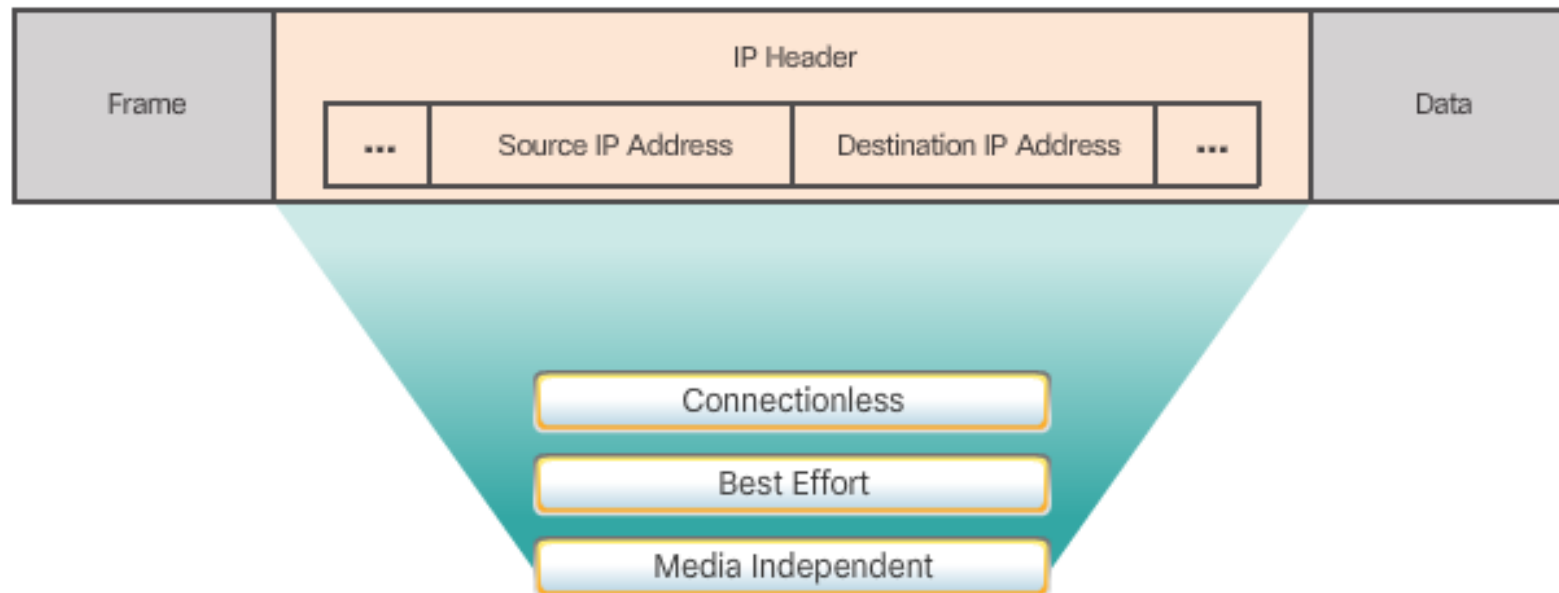 IP Header
Frame
Data
... Source IP Address Destination IP Address ...
Connectionless
Best Effort
Media Independent